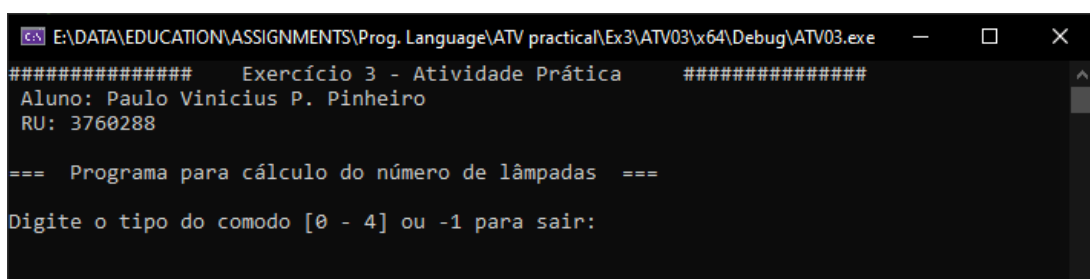 E:\DATA\EDUCATION\ASSIGNMENTS\Prog. Language\ATV practical\Ex3\ATV03\x64\Debug\ATV03.exe
############### Exercício 3 - Atividade Prática ###############
Aluno: Paulo Vinicius P. Pinheiro
RU: 3760288
=== Programa para cálculo do número de lâmpadas ===
Digite o tipo do comodo [0 - 4] ou -1 para sair: